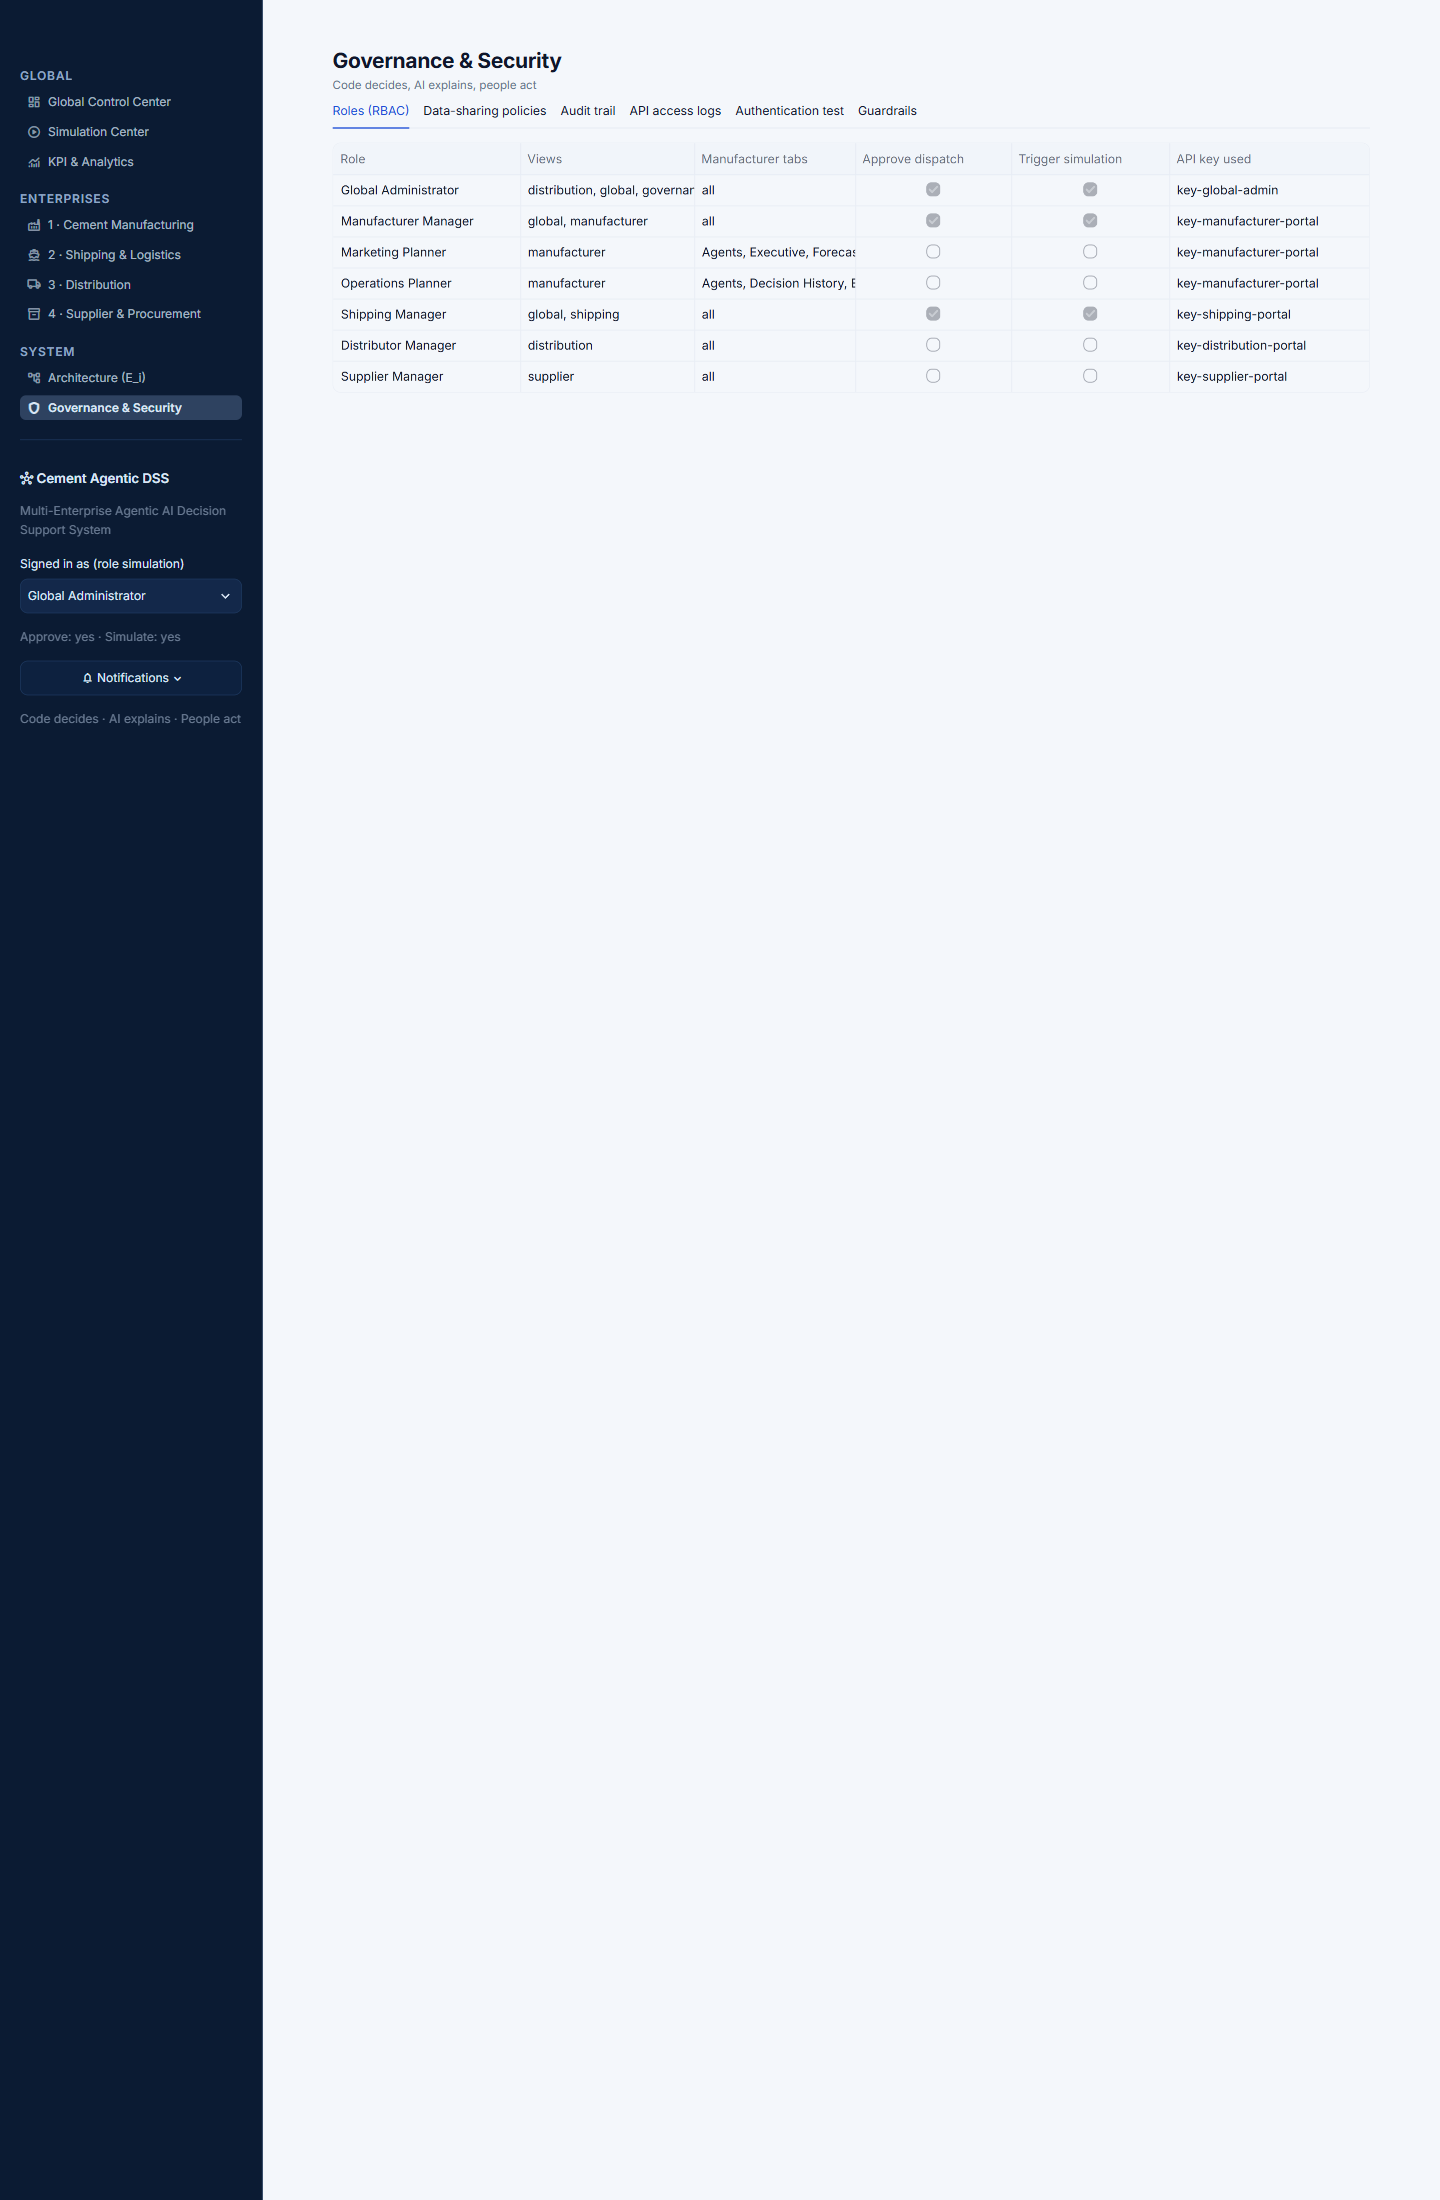 GLOBAL
Global Control Center
Simulation Center
KPI & Analytics
ENTERPRISES
1 · Cement Manufacturing
2 · Shipping & Logistics
3 · Distribution
4 · Supplier & Procurement
SYSTEM
Architecture (E_i)
Governance & Security
Cement Agentic DSS
Multi-Enterprise Agentic AI Decision
Support System
Signed in as (role simulation)
Global Administrator
Approve: yes · Simulate: yes
Notifications
Code decides · AI explains · People act
Governance & Security
Code decides, AI explains, people act
Roles (RBAC) Data-sharing policies Audit trail API access logs Authentication test Guardrails
Role Views Manufacturer tabs Approve dispatch Trigger simulation API key used
Global Administrator distribution, global, governar all key-global-admin
Manufacturer Manager global, manufacturer all key-manufacturer-portal
Marketing Planner manufacturer Agents, Executive, Forecas key-manufacturer-portal
Operations Planner manufacturer Agents, Decision History, E key-manufacturer-portal
Shipping Manager global, shipping all key-shipping-portal
Distributor Manager distribution all key-distribution-portal
Supplier Manager supplier all key-supplier-portal